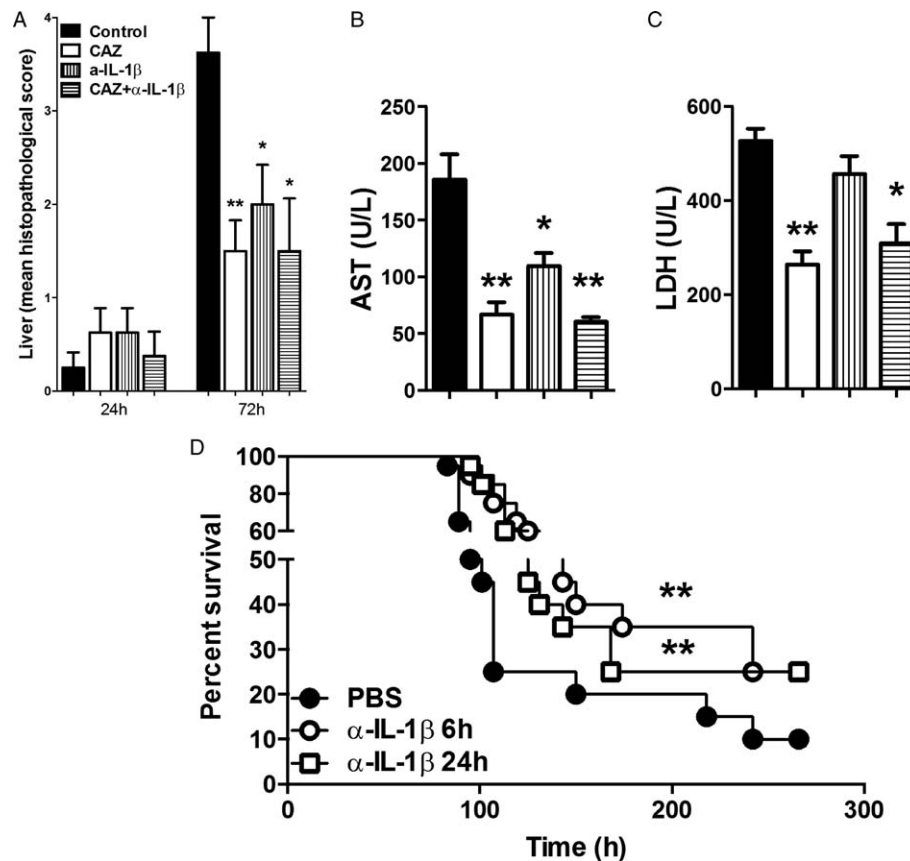 A
Liver (mean histopathological score)
4
3
2
1
0
Control
CAZ
a-IL-1β
CAZ+α-IL-1β
**
*
*
24h
72h
B
AST (U/L)
250
200
150
100
50
0
**
*
**
C
LDH (U/L)
600
400
200
0
**
*
D
Percent survival
100
80
60
50
40
30
20
10
0
**
**
PBS
α-IL-1β 6h
α-IL-1β 24h
0
100
200
300
Time (h)